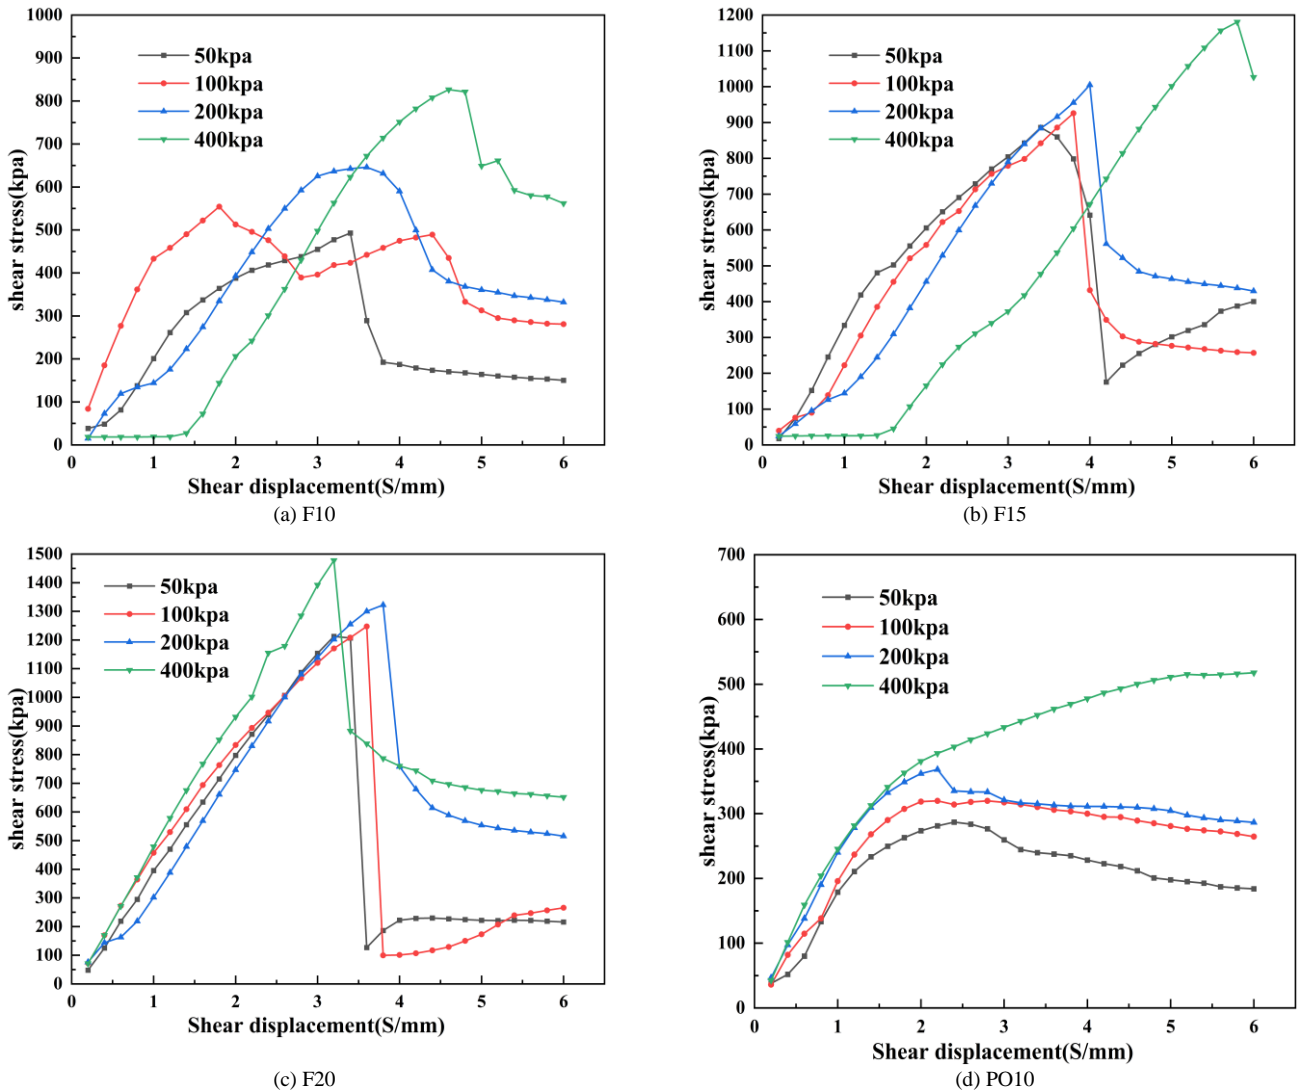 1000
900
800
700
600
500
400
300
200
100
0
shear stress(kpa)
50kpa
100kpa
200kpa
400kpa
0 1 2 3 4 5 6
Shear displacement(S/mm)
(a) F10
1200
1100
1000
900
800
700
600
500
400
300
200
100
0
shear stress(kpa)
50kpa
100kpa
200kpa
400kpa
0 1 2 3 4 5 6
Shear displacement(S/mm)
(b) F15
1500
1400
1300
1200
1100
1000
900
800
700
600
500
400
300
200
100
0
shear stress(kpa)
50kpa
100kpa
200kpa
400kpa
0 1 2 3 4 5 6
Shear displacement(S/mm)
(c) F20
700
600
500
400
300
200
100
0
shear stress(kpa)
50kpa
100kpa
200kpa
400kpa
0 1 2 3 4 5 6
Shear displacement(S/mm)
(d) PO10